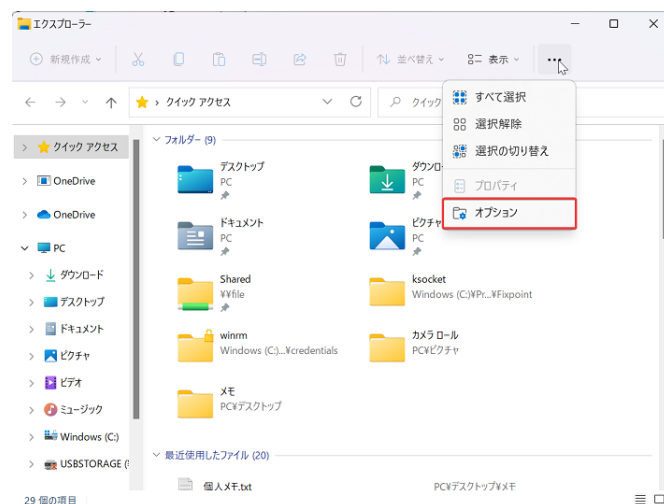 エクスプローラー
新規作成
並べ替え
表示
クイック アクセス
クイック
すべて選択
選択解除
選択の切り替え
プロパティ
オプション
クイック アクセス
OneDrive
OneDrive
PC
ダウンロード
デスクトップ
ドキュメント
ピクチャ
ビデオ
ミュージック
Windows (C:)
USBSTORAGE (
フォルダー (9)
デスクトップ
PC
ダウンロ
PC
ドキュメント
PC
ピクチャ
PC
Shared
¥¥file
ksocket
Windows (C:)¥Pr...¥Fixpoint
winrm
Windows (C:)...¥credentials
カメラ ロール
PC¥ピクチャ
メモ
PC¥デスクトップ
最近使用したファイル (20)
個人メモ.txt
PC¥デスクトップ¥メモ
29 個の項目